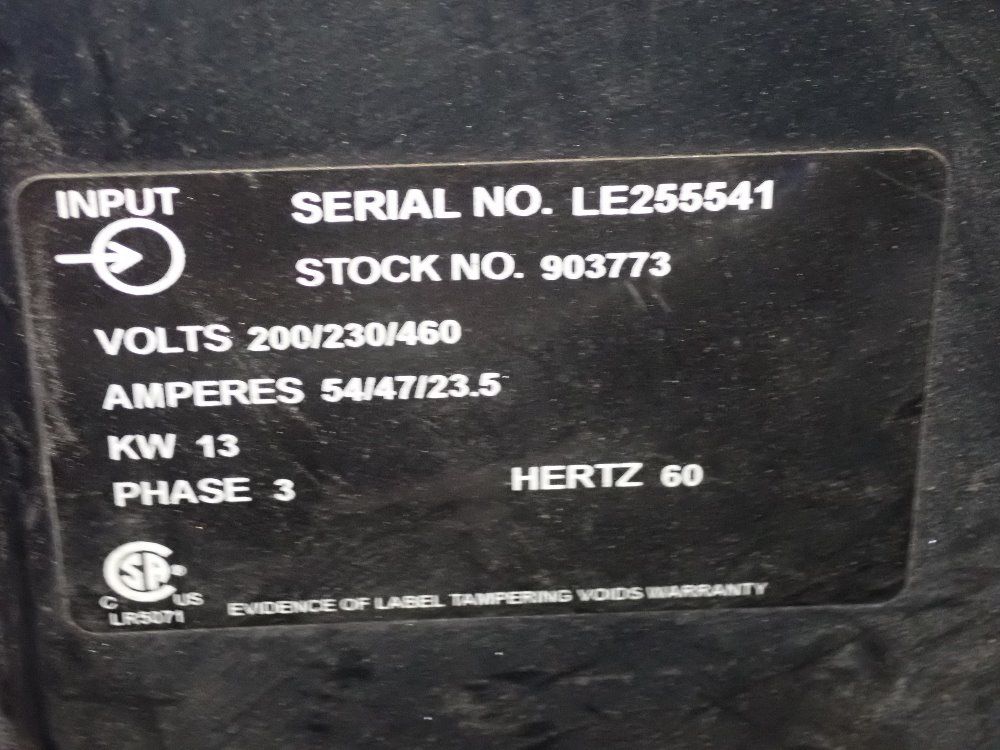 INPUT
SERIAL NO. LE255541
STOCK NO. 903773
VOLTS 200/230/460
AMPERES 54/47/23.5
KW 13
PHASE 3
HERTZ 60
SA
C US
LR5071
EVIDENCE OF LABEL TAMPERING VOIDS WARRANTY